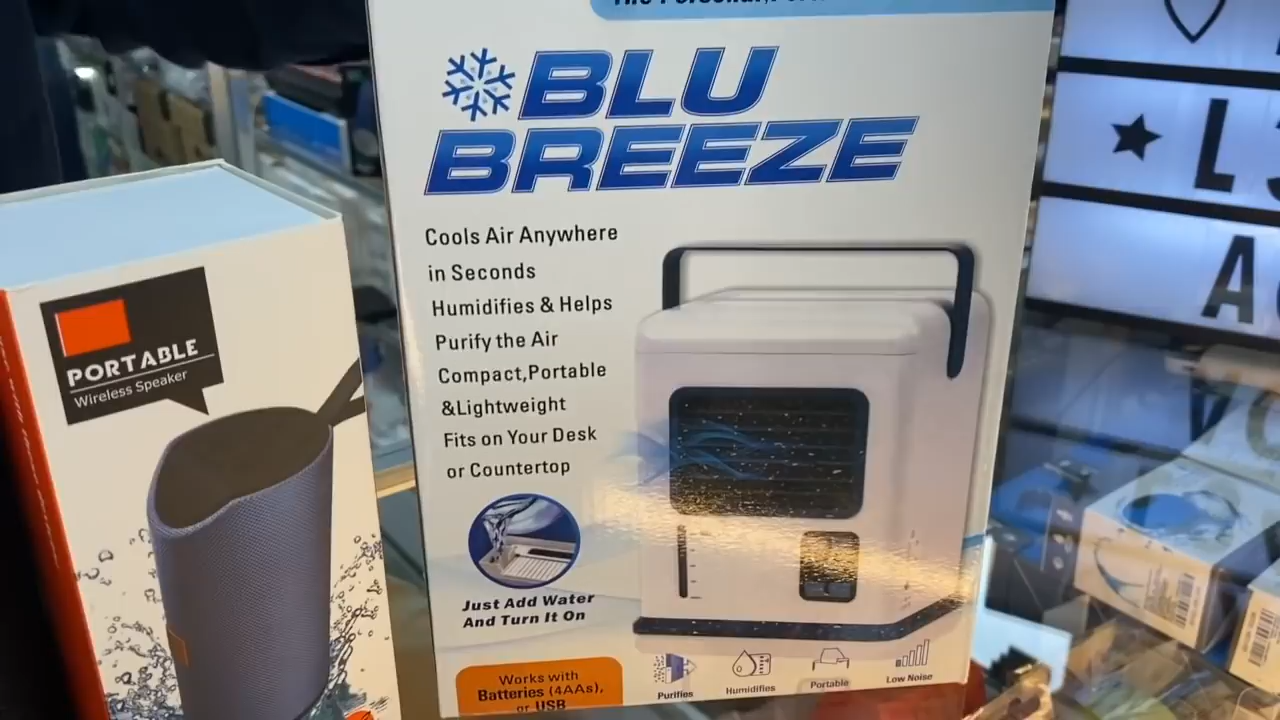 BLU
BREEZE
Cools Air Anywhere
in Seconds
Humidifies & Helps
Purify the Air
Compact,Portable
&Lightweight
Fits on Your Desk
or Countertop
Just Add Water
And Turn It On
Works with
Batteries (4AAs),
or USB
Purifies
Humidifies
Portable
Low Noise
PORTABLE
Wireless Speaker
L
A